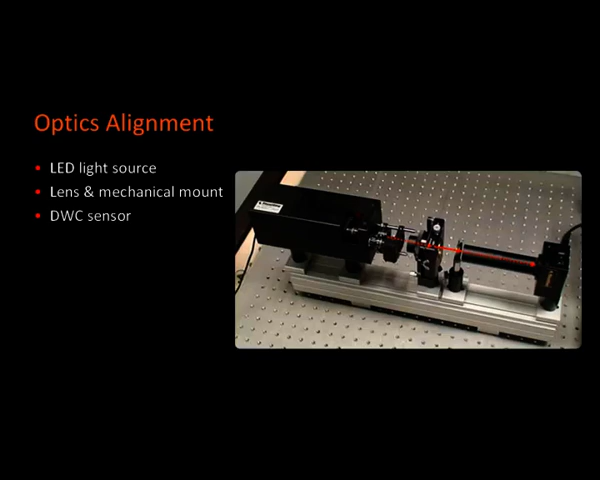 Optics Alignment
LED light source
Lens & mechanical mount
DWC sensor